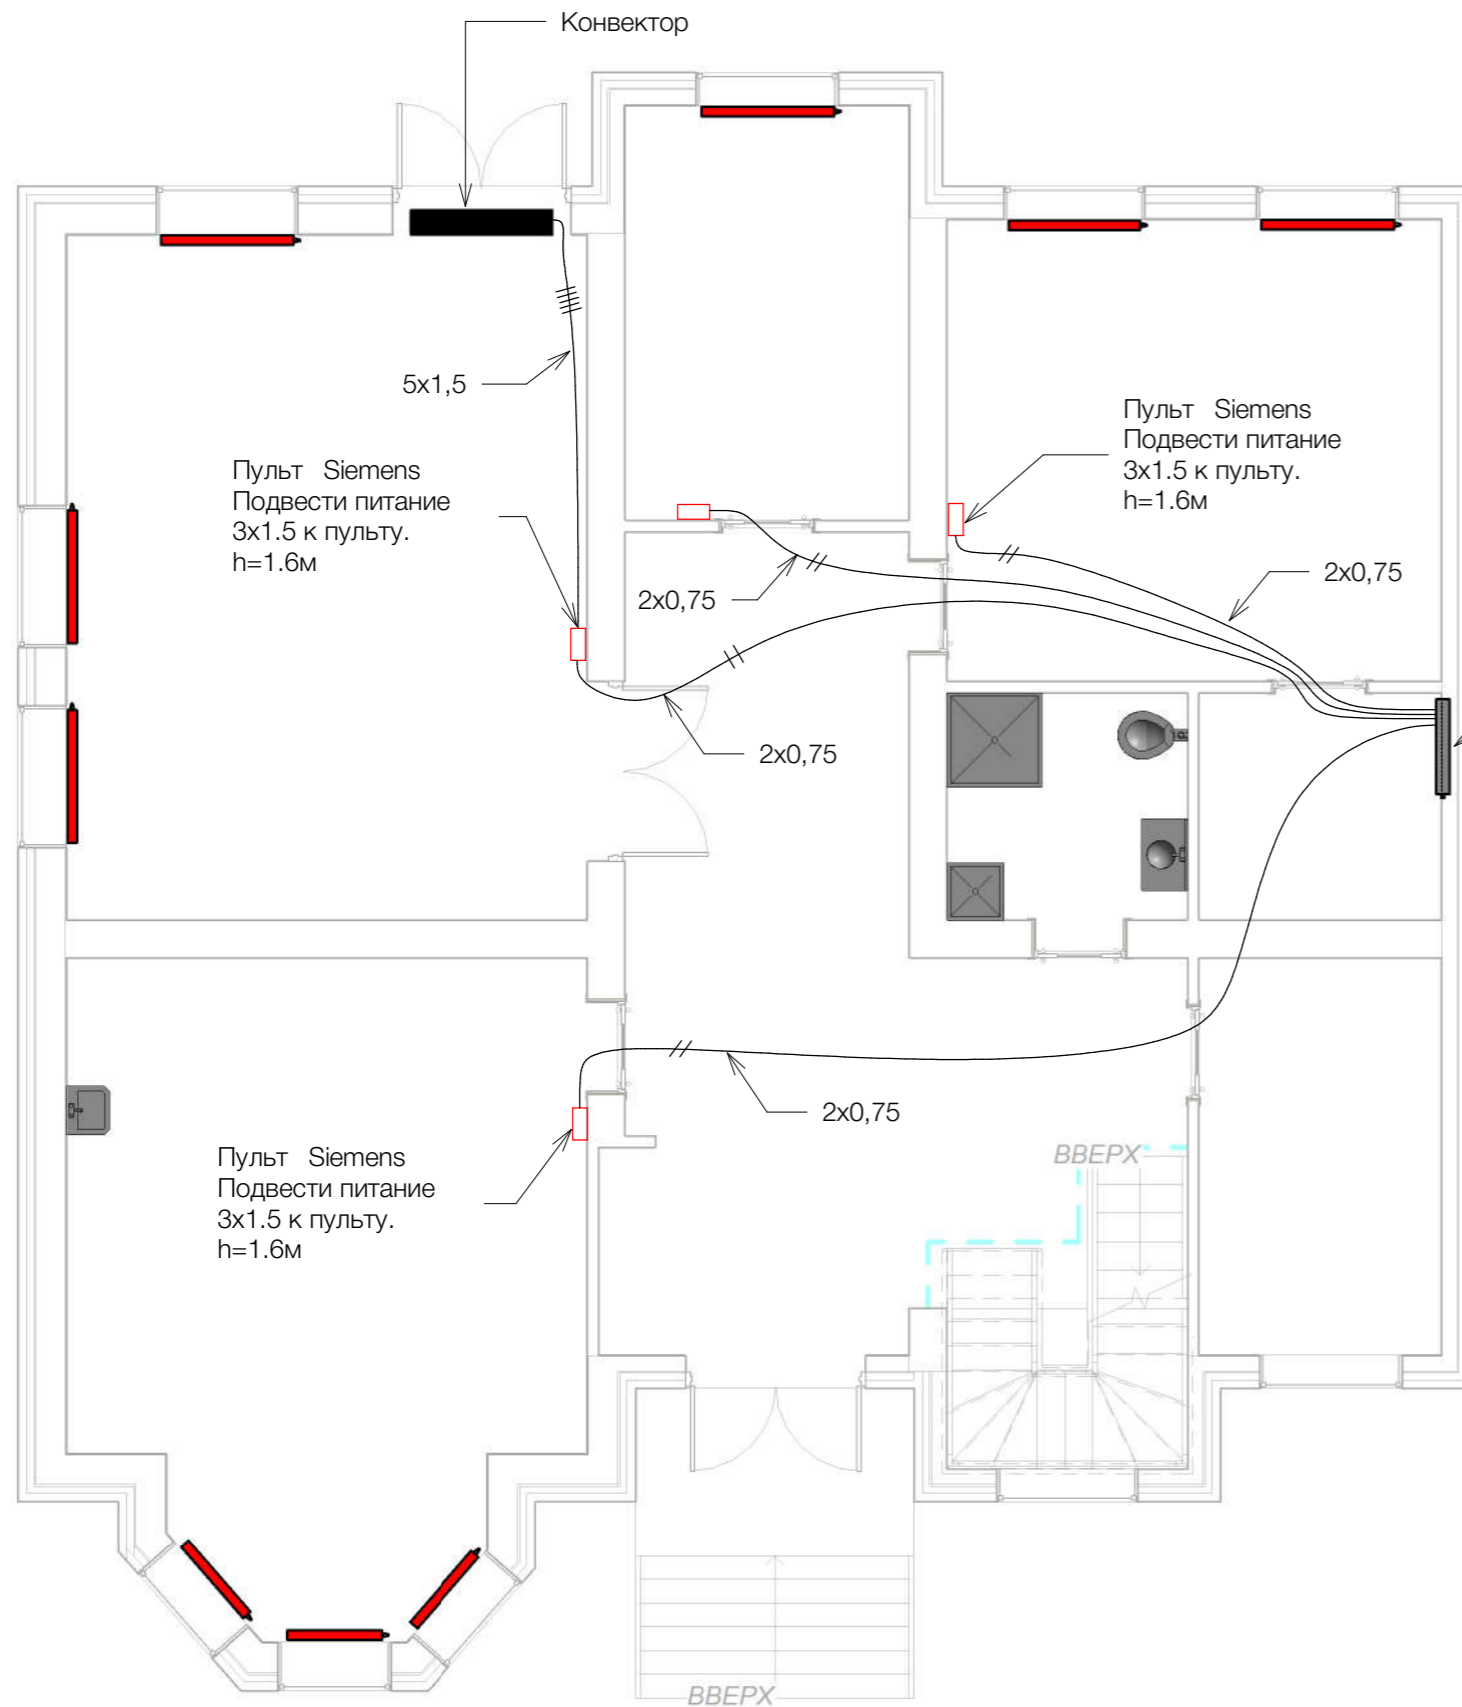 Конвектор
5x1,5
Пульт Siemens
Подвести питание
3x1.5 к пульту.
h=1.6м
Пульт Siemens
Подвести питание
3x1.5 к пульту.
h=1.6м
2x0,75
2x0,75
2x0,75
2x0,75
Пульт Siemens
Подвести питание
3x1.5 к пульту.
h=1.6м
ВВЕРХ
ВВЕРХ